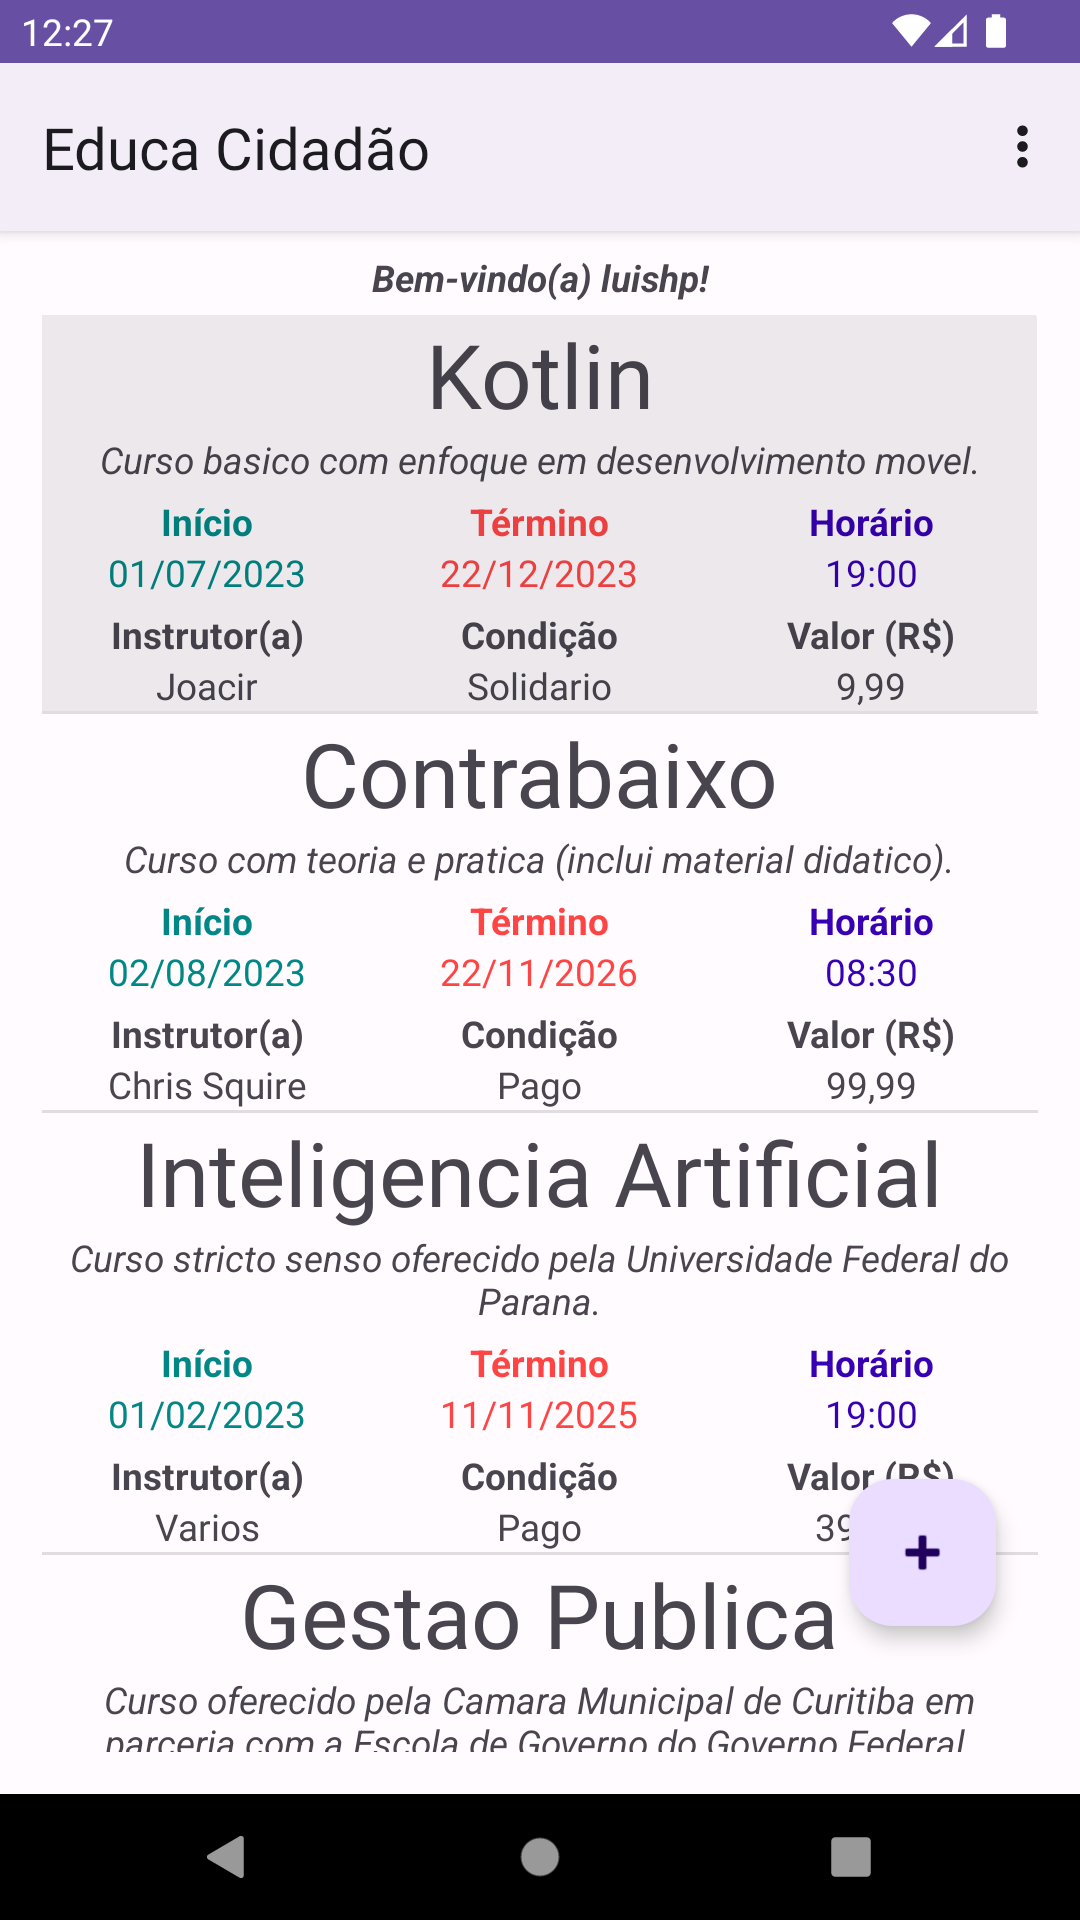 12:27
Educa Cidadão
Bem-vindo(a) luishp!
Kotlin
Curso basico com enfoque em desenvolvimento movel.
Início Término Horário
01/07/2023 22/12/2023 19:00
Instrutor(a) Condição Valor (R$)
Joacir Solidario 9,99
Contrabaixo
Curso com teoria e pratica (inclui material didatico).
Início Término Horário
02/08/2023 22/11/2026 08:30
Instrutor(a) Condição Valor (R$)
Chris Squire Pago 99,99
Inteligencia Artificial
Curso stricto senso oferecido pela Universidade Federal do
Parana.
Início Término Horário
01/02/2023 11/11/2025 19:00
Instrutor(a) Condição Valor (R$)
Varios Pago
Gestao Publica
Curso oferecido pela Camara Municipal de Curitiba em
parceria com a Escola de Governo do Governo Federal